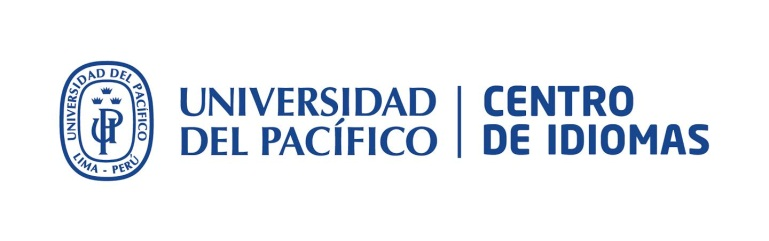 UNIVERSIDAD DEL PACÍFICO
UP
LIMA - PERÚ
UNIVERSIDAD
DEL PACÍFICO
CENTRO
DE IDIOMAS